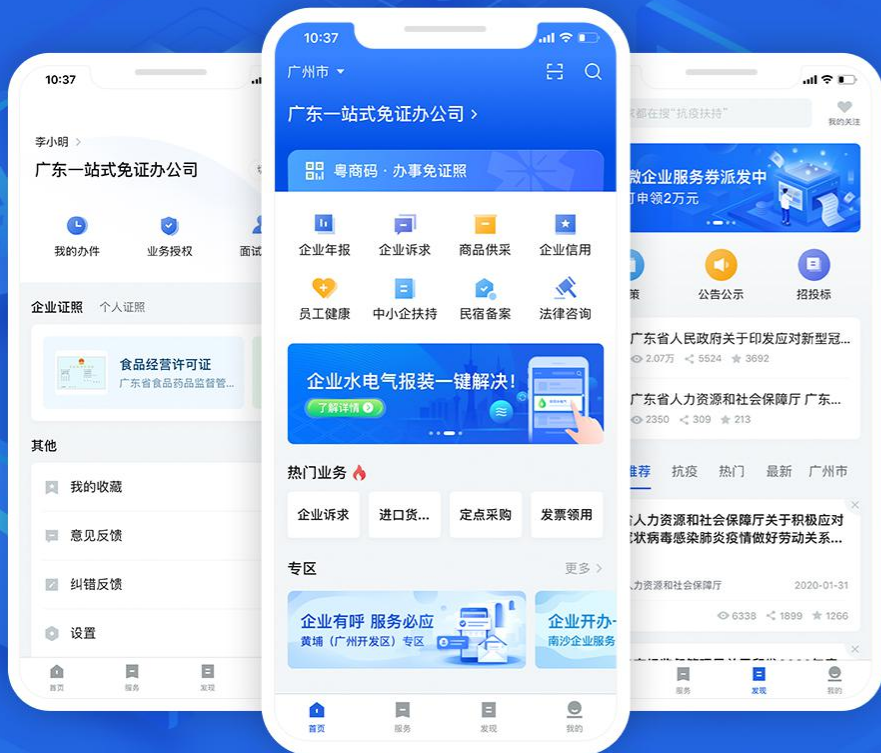 10:37
李小明
广东一站式免证办公司
我的办件
业务授权
面试
企业证照
个人证照
食品经营许可证
广东省食品药品监督管...
其他
我的收藏
意见反馈
纠错反馈
设置
首页
服务
发现
10:37
广州市
广东一站式免证办公司
粤商码·办事免证照
企业年报
企业诉求
商品供采
企业信用
员工健康
中小企扶持
民宿备案
法律咨询
企业水电气报装一键解决!
了解详情
热门业务
企业诉求
进口货...
定点采购
发票领用
专区
更多
企业有呼 服务必应
黄埔(广州开发区)专区
企业开办
南沙企业服务
首页
服务
发现
我的
都在搜“抗疫扶持”
我的关注
微企业服务券派发中
可申领2万元
策
公告公示
招投标
广东省人民政府关于印发应对新型冠...
2.07万
5524
3692
广东省人力资源和社会保障厅 广东...
2350
309
213
推荐
抗疫
热门
最新
广州市
省人力资源和社会保障厅关于积极应对
冠状病毒感染肺炎疫情做好劳动关系...
人力资源和社会保障厅
2020-01-31
6338
1899
1266
服务
发现
我的